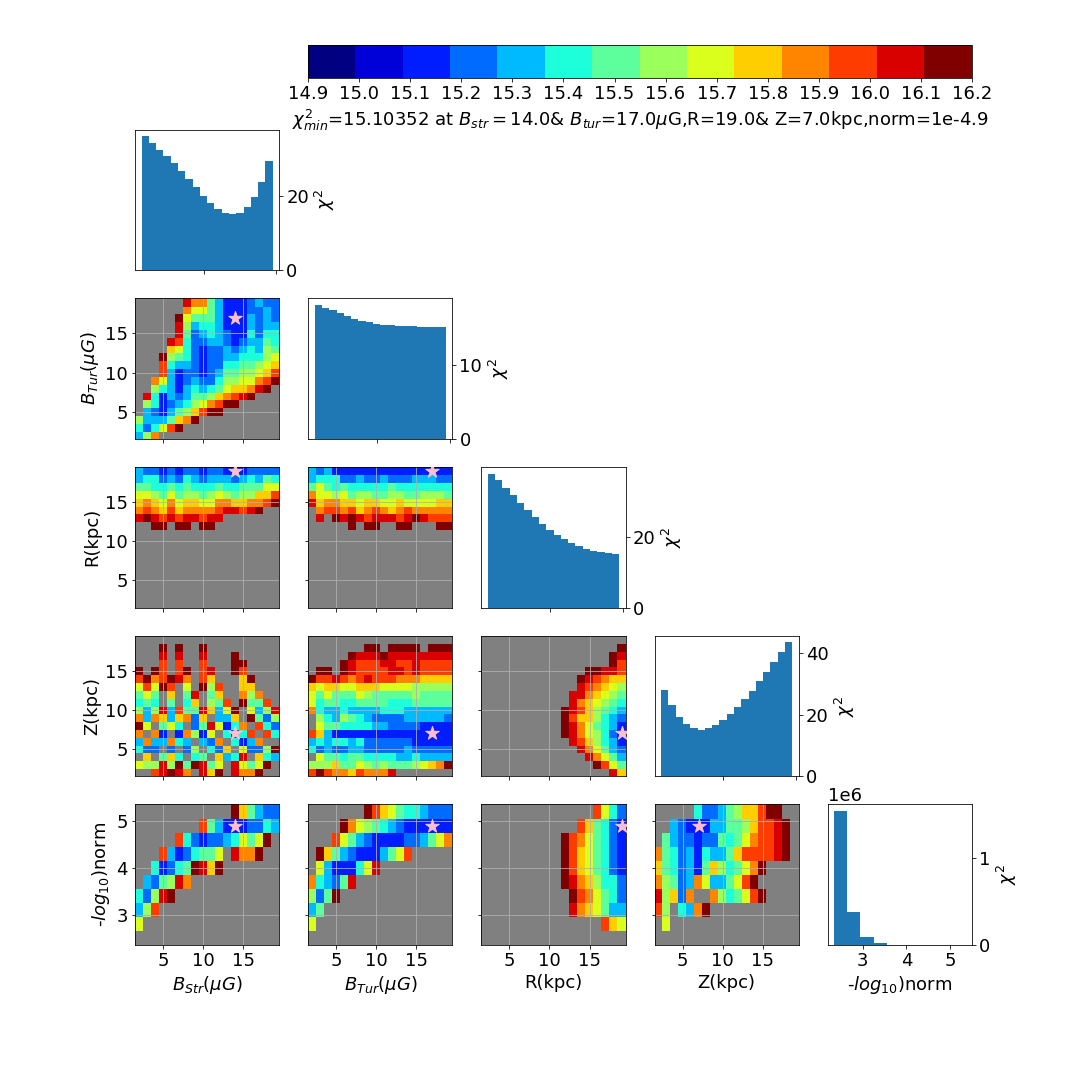 14.9 15.0 15.1 15.2 15.3 15.4 15.5 15.6 15.7 15.8 15.9 16.0 16.1 16.2
χ²min=15.10352 at Bstr = 14.0& Btur=17.0μG,R=19.0& Z=7.0kpc,norm=1e-4.9
20
χ²
0
15
10
5
BTur(μG)
10
χ²
0
15
10
5
R(kpc)
20
χ²
0
15
10
5
Z(kpc)
40
20
χ²
0
1e6
5
4
3
-log10)norm
1
χ²
0
5 10 15 5 10 15 5 10 15 5 10 15 3 4 5
BStr(μG) BTur(μG) R(kpc) Z(kpc) -log10)norm